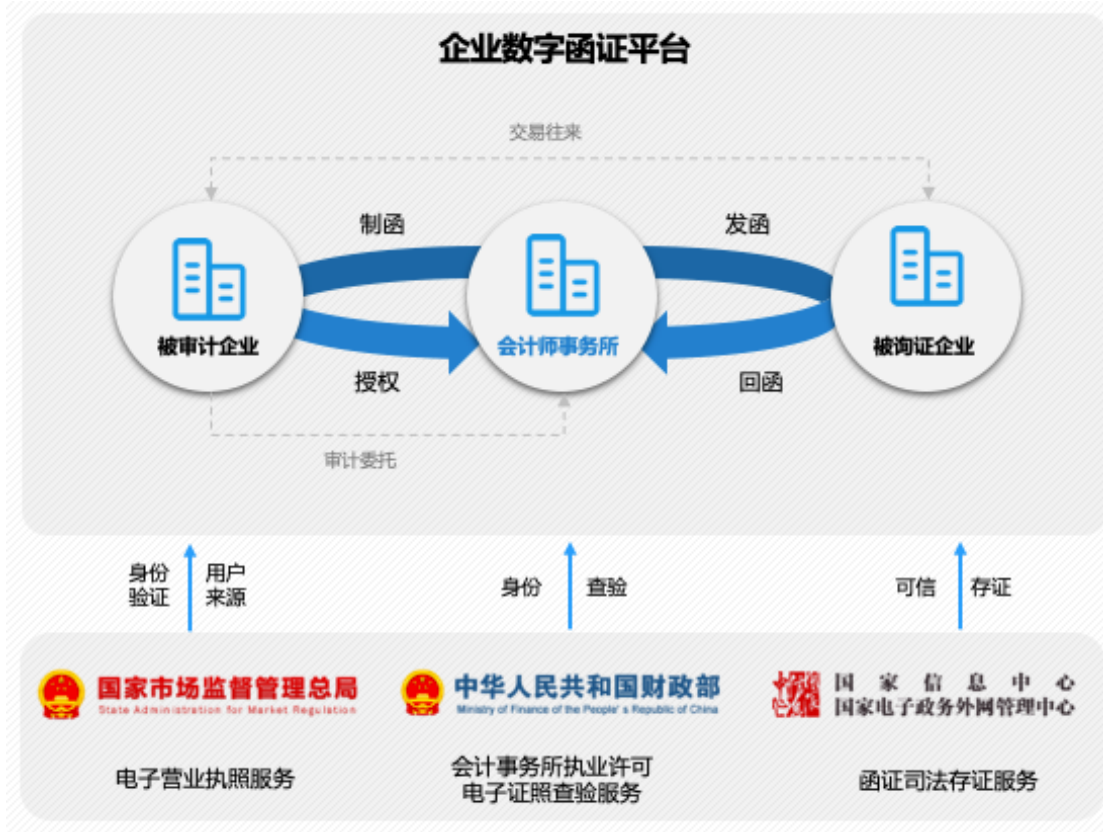 企业数字函证平台
交易往来
制函
发函
被审计企业
会计师事务所
被询证企业
授权
回函
审计委托
身份
验证
用户
来源
身份
查验
可信
存证
国家市场监督管理总局
State Administration for Market Regulation
中华人民共和国财政部
Ministry of Finance of the People's Republic of China
国家信息中心
国家电子政务外网管理中心
电子营业执照服务
会计事务所执业许可
电子证照查验服务
函证司法存证服务